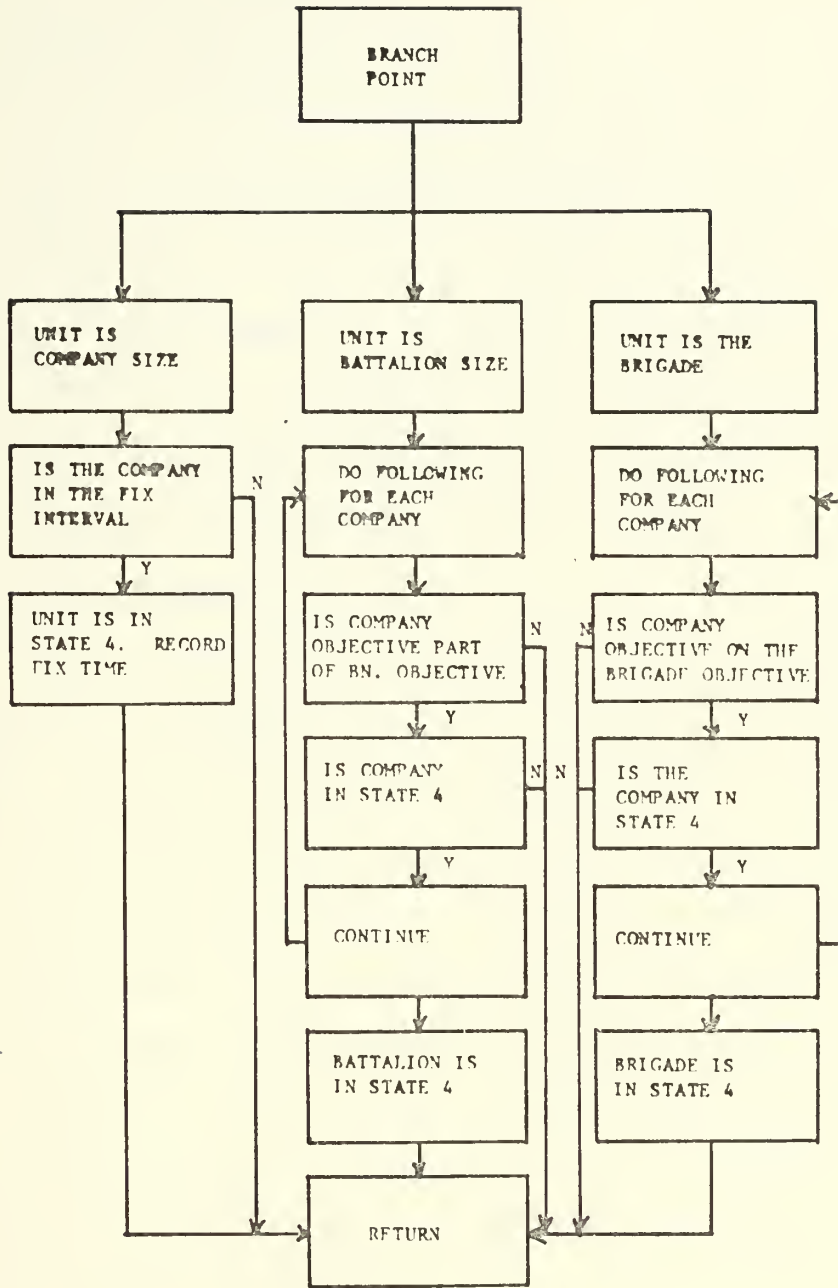 BRANCH
POINT
UNIT IS
COMPANY SIZE
UNIT IS
BATTALION SIZE
UNIT IS THE
BRIGADE
IS THE COMPANY
IN THE FIX
INTERVAL
N
DO FOLLOWING
FOR EACH
COMPANY
DO FOLLOWING
FOR EACH
COMPANY
Y
UNIT IS IN
STATE 4. RECORD
FIX TIME
IS COMPANY
OBJECTIVE PART
OF BN. OBJECTIVE
N
N
IS COMPANY
OBJECTIVE ON THE
BRIGADE OBJECTIVE
Y
Y
IS COMPANY
IN STATE 4
N
N
IS THE
COMPANY IN
STATE 4
Y
Y
CONTINUE
CONTINUE
BATTALION IS
IN STATE 4
BRIGADE IS
IN STATE 4
RETURN